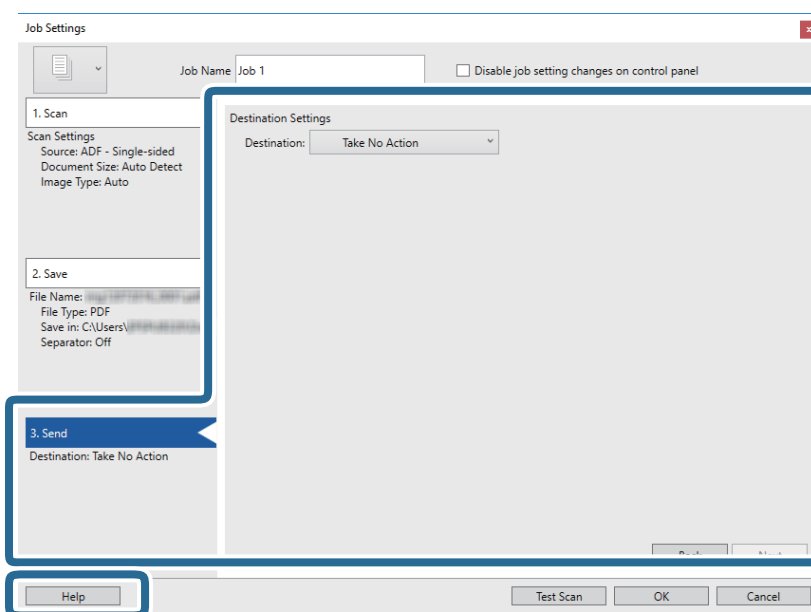 Job Settings
Job Name Job 1
Disable job setting changes on control panel
1. Scan
Scan Settings
Source: ADF - Single-sided
Document Size: Auto Detect
Image Type: Auto
2. Save
File Name:
File Type: PDF
Save in: C:\Users\
Separator: Off
3. Send
Destination: Take No Action
Destination Settings
Destination: Take No Action
Help
Test Scan
OK
Cancel